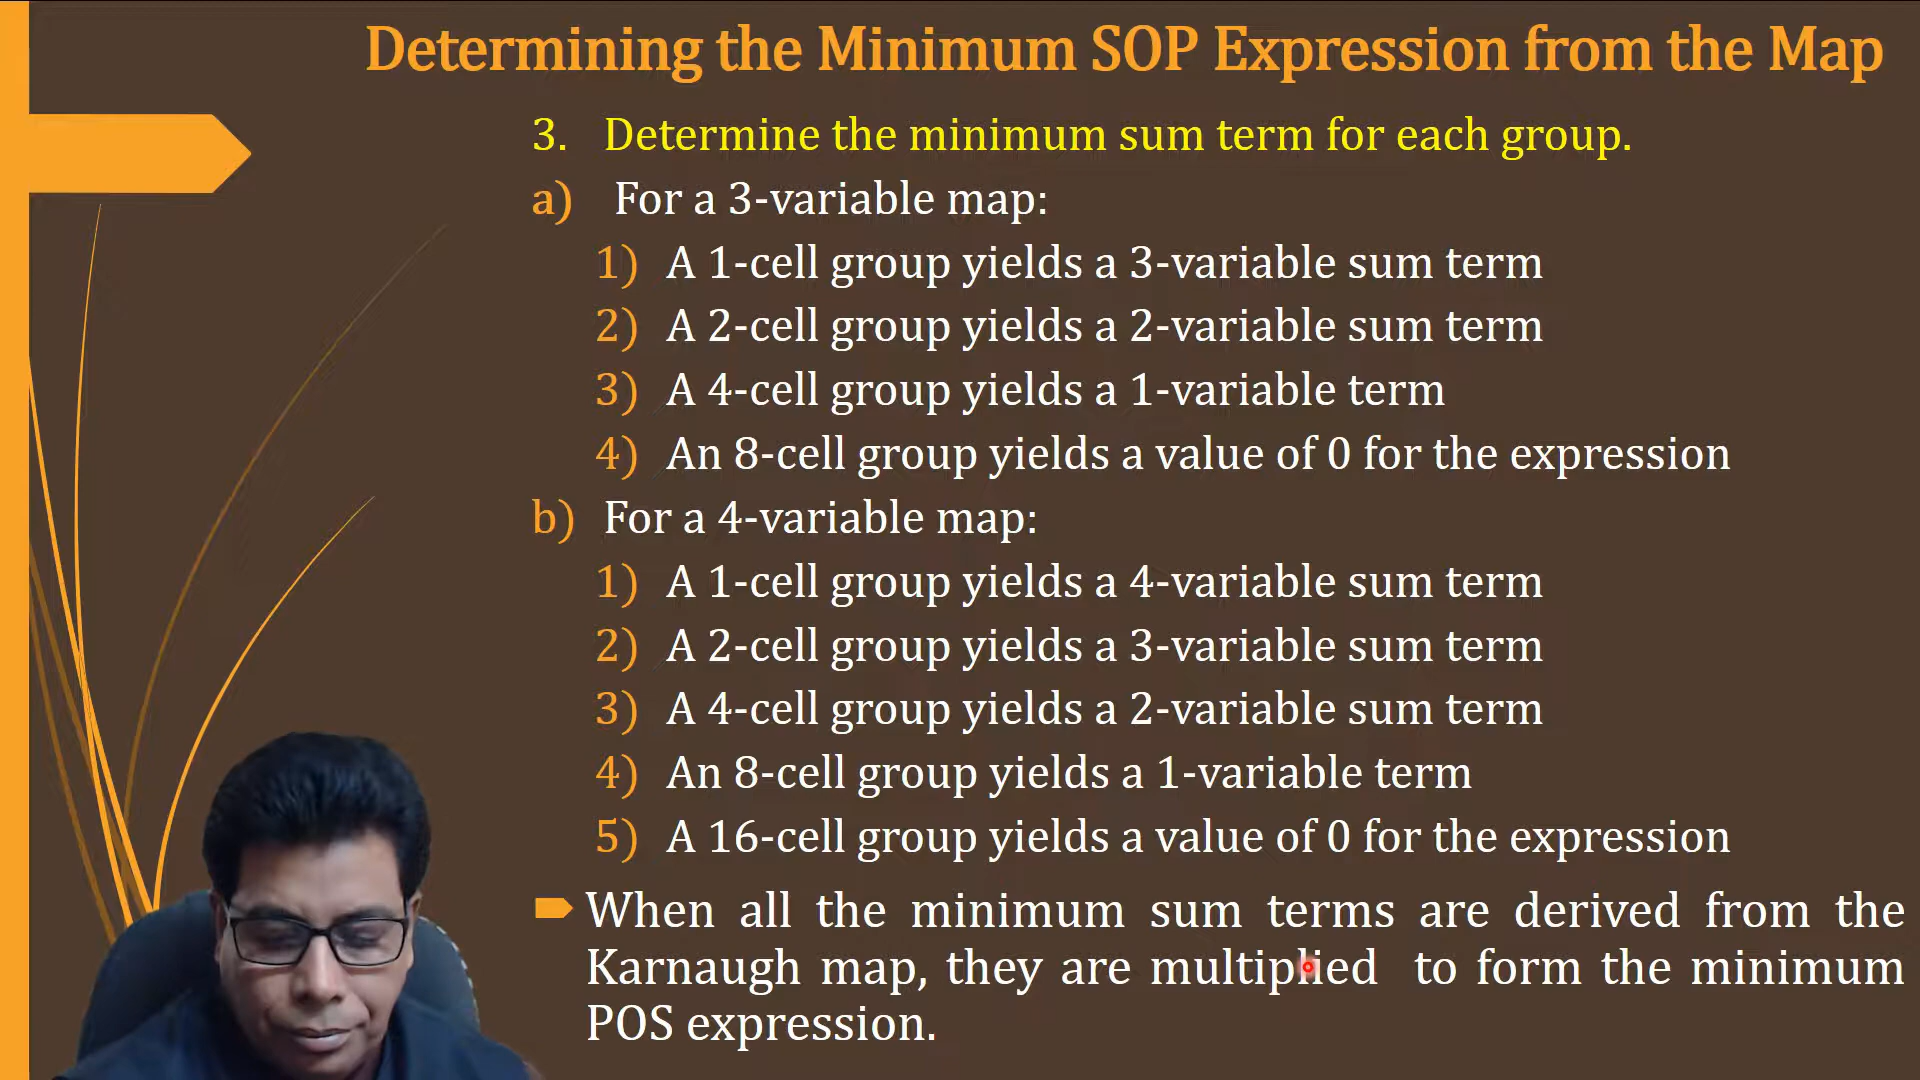 Determining the Minimum SOP Expression from the Map
3. Determine the minimum sum term for each group.
a) For a 3-variable map:
1) A 1-cell group yields a 3-variable sum term
2) A 2-cell group yields a 2-variable sum term
3) A 4-cell group yields a 1-variable term
4) An 8-cell group yields a value of 0 for the expression
b) For a 4-variable map:
1) A 1-cell group yields a 4-variable sum term
2) A 2-cell group yields a 3-variable sum term
3) A 4-cell group yields a 2-variable sum term
4) An 8-cell group yields a 1-variable term
5) A 16-cell group yields a value of 0 for the expression
When all the minimum sum terms are derived from the
Karnaugh map, they are multiplied to form the minimum
POS expression.